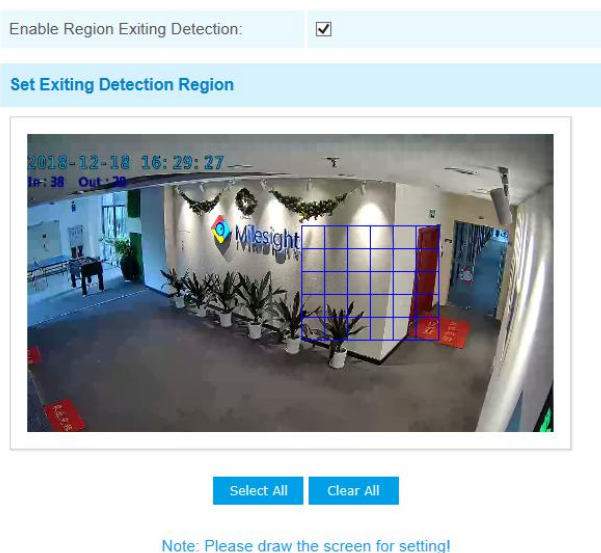 Enable Region Exiting Detection:
Set Exiting Detection Region
2018-12-18 16:29:27
In:38 Out:20
Milesight
Select All
Clear All
Note: Please draw the screen for setting!